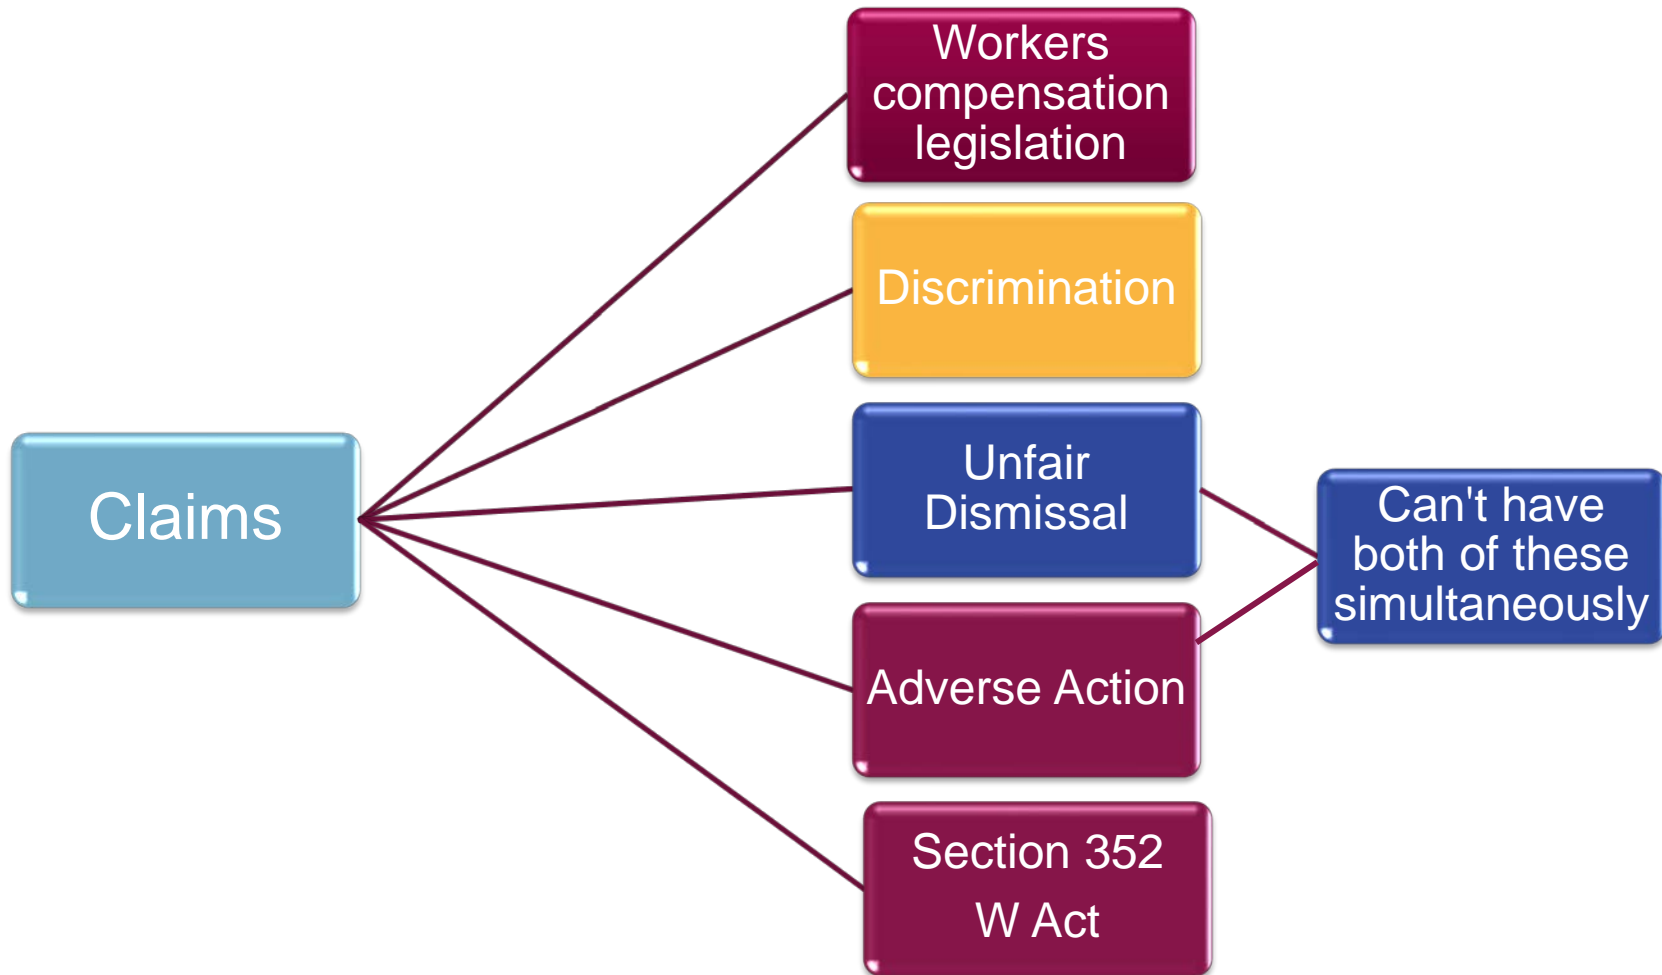 Workers
compensation
legislation
Discrimination
Claims
Unfair
Dismissal
Can't have
both of these
simultaneously
Adverse Action
Section 352
W Act